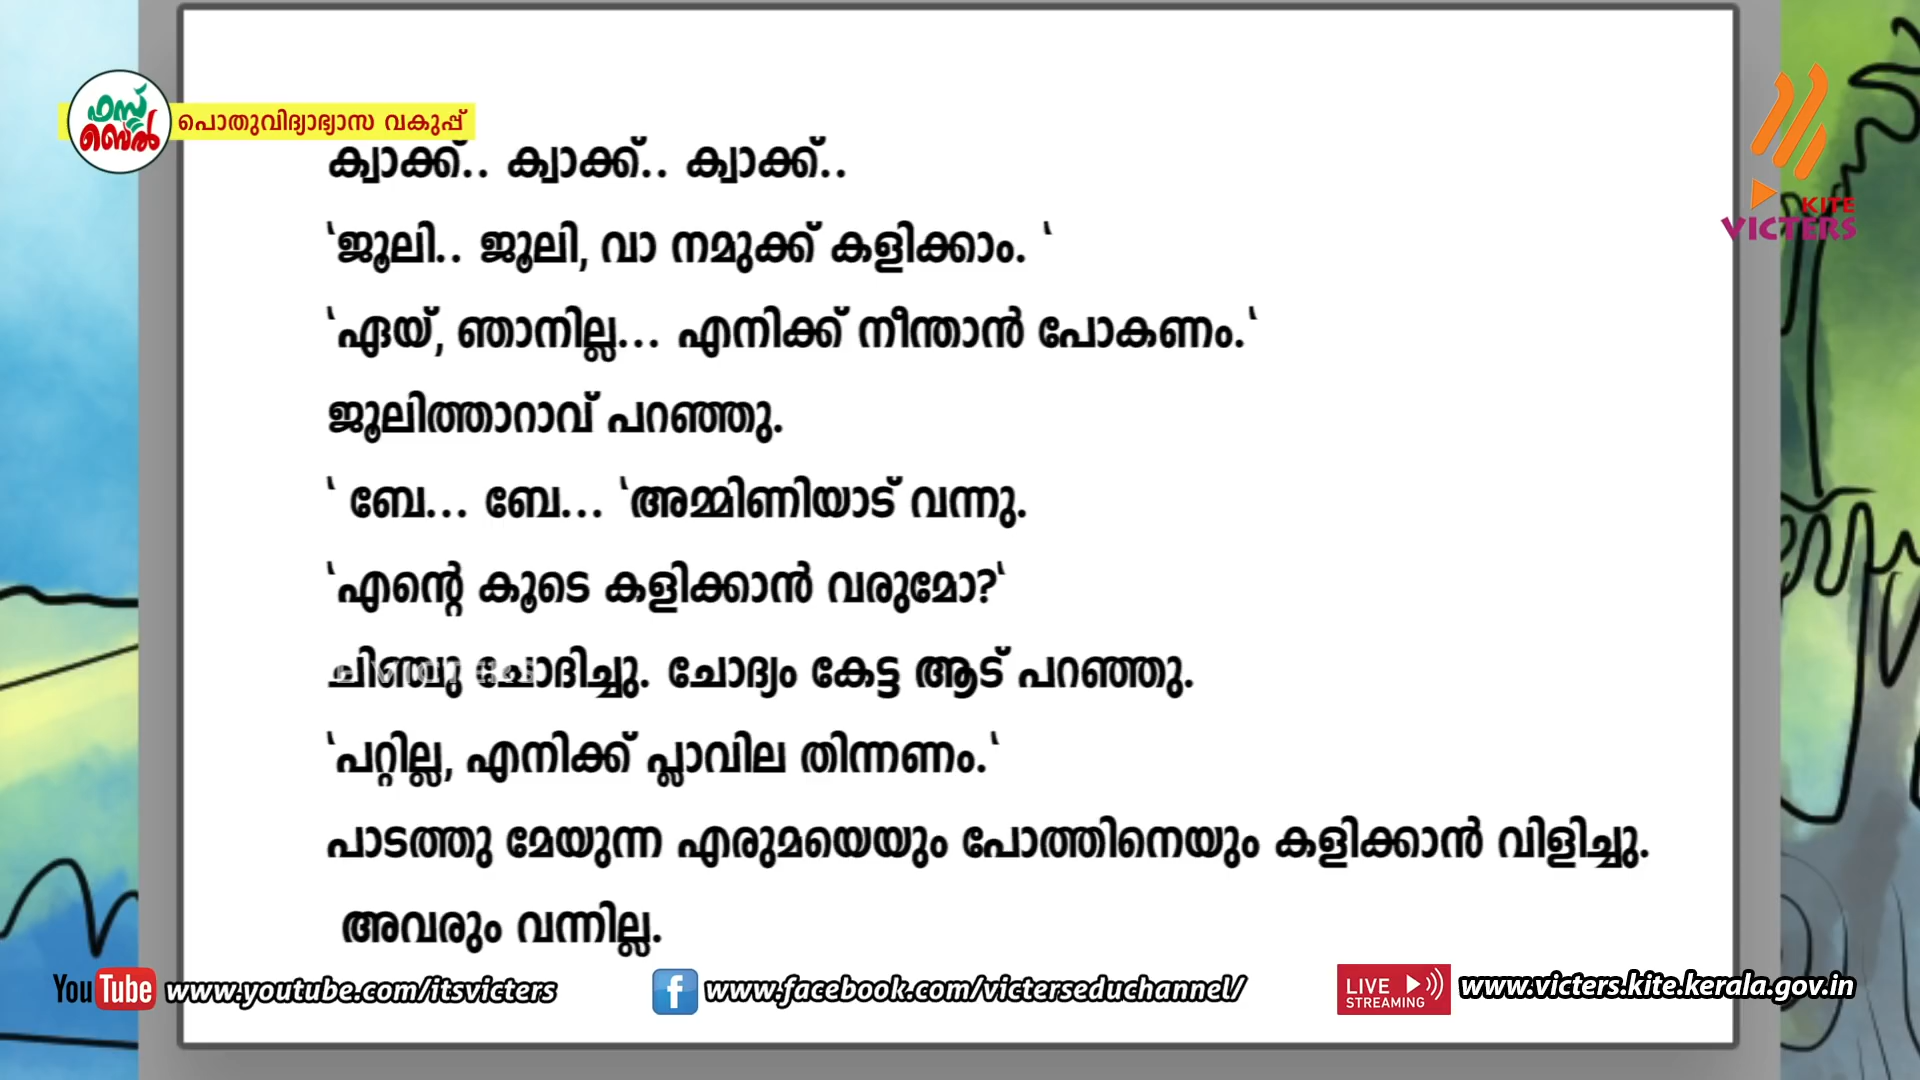 ഫസ്റ്റ്
ബെൽ
പൊതുവിദ്യാഭ്യാസ വകുപ്പ്
KITE
VICTERS
ക്വാക്ക്.. ക്വാക്ക്.. ക്വാക്ക്..
'ജൂലി.. ജൂലി, വാ നമുക്ക് കളിക്കാം. '
'ഏയ്, ഞാനില്ല... എനിക്ക് നീന്താൻ പോകണം.'
ജൂലിത്താറാവ് പറഞ്ഞു.
' ബേ... ബേ... 'അമ്മിണിയാട് വന്നു.
'എന്റെ കൂടെ കളിക്കാൻ വരുമോ?'
ചിഞ്ചു ചോദിച്ചു. ചോദ്യം കേട്ട ആട് പറഞ്ഞു.
'പറ്റില്ല, എനിക്ക് പ്ലാവില തിന്നണം.'
പാടത്തു മേയുന്ന എരുമയെയും പോത്തിനെയും കളിക്കാൻ വിളിച്ചു.
അവരും വന്നില്ല.
YouTube www.youtube.com/itsvicters
f www.facebook.com/victerseduchannel/
LIVE STREAMING www.victers.kite.kerala.gov.in